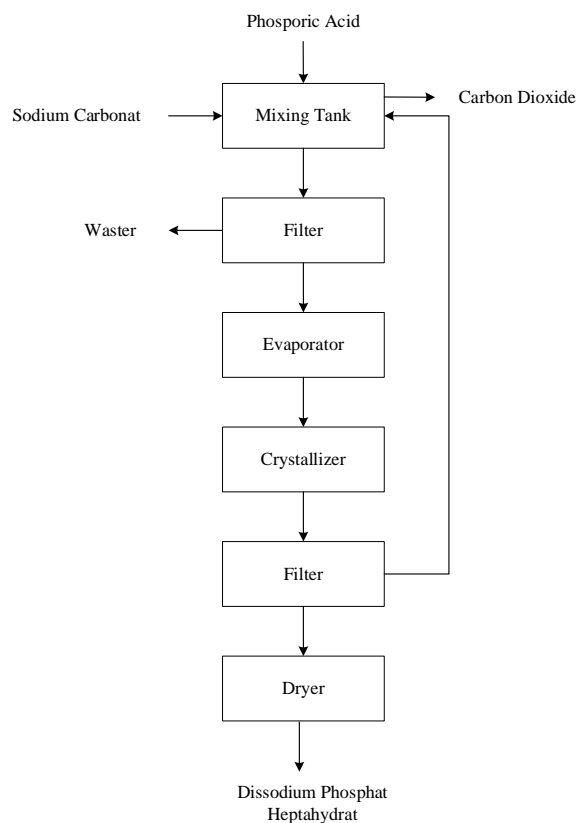 Phosporic Acid
Carbon Dioxide
Sodium Carbonat
Mixing Tank
Waster
Filter
Evaporator
Crystallizer
Filter
Dryer
Dissodium Phosphat
Heptahydrat